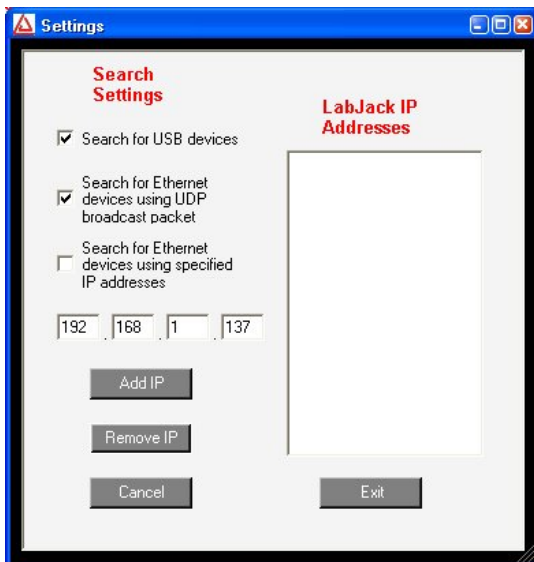 Settings
Search
Settings
Search for USB devices
Search for Ethernet
devices using UDP
broadcast packet
Search for Ethernet
devices using specified
IP addresses
192 . 168 . 1 . 137
Add IP
Remove IP
Cancel
LabJack IP
Addresses
Exit